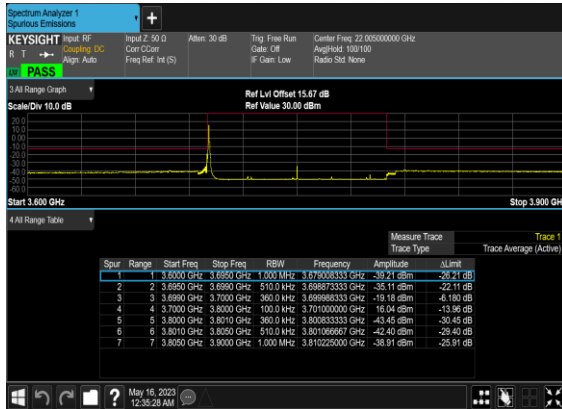 Spectrum Analyzer 1
Spurious Emissions
+
KEYSIGHT Input: RF Input Z: 50 Ω Atten: 30 dB Trig: Free Run Center Freq: 22.005000000 GHz
R T Coupling: DC Corr CCorr Gate: Off Avg|Hold: 100/100
Align: Auto Freq Ref: Int (S) IF Gain: Low Radio Std: None
PASS
3 All Range Graph
Ref Lvl Offset 15.67 dB
Scale/Div 10.0 dB Ref Value 30.00 dBm
20.0
10.0
0.00
-10.0
-20.0
-30.0
-40.0
-50.0
-60.0
Start 3.600 GHz Stop 3.900 GH
4 All Range Table
Measure Trace Trace 1
Trace Type Trace Average (Active)
Spur Range Start Freq Stop Freq RBW Frequency Amplitude ΔLimit
1 1 3.6000 GHz 3.6950 GHz 1.000 MHz 3.679008333 GHz -39.21 dBm -26.21 dB
2 2 3.6950 GHz 3.6990 GHz 510.0 kHz 3.698873333 GHz -35.11 dBm -22.11 dB
3 3 3.6990 GHz 3.7000 GHz 360.0 kHz 3.699988333 GHz -19.18 dBm -6.180 dB
4 4 3.7000 GHz 3.8000 GHz 100.0 kHz 3.701000000 GHz 16.04 dBm -13.96 dB
5 5 3.8000 GHz 3.8010 GHz 360.0 kHz 3.800833333 GHz -43.45 dBm -30.45 dB
6 6 3.8010 GHz 3.8050 GHz 510.0 kHz 3.801066667 GHz -42.40 dBm -29.40 dB
7 7 3.8050 GHz 3.9000 GHz 1.000 MHz 3.810225000 GHz -38.91 dBm -25.91 dB
? May 16, 2023
12:35:28 AM